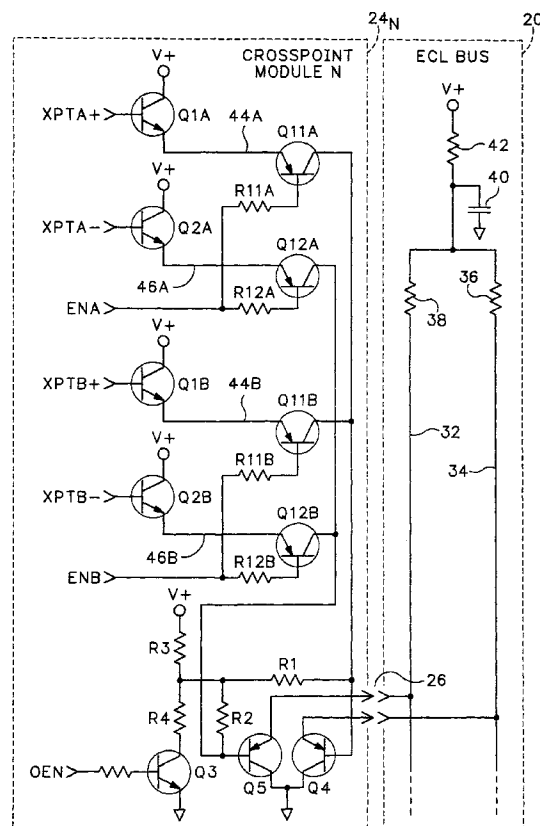 24N
20
CROSSPOINT
MODULE N
ECL BUS
V+
XPTA+
Q1A
44A
Q11A
V+
42
40
R11A
V+
XPTA-
Q2A
Q12A
46A
R12A
ENA
38
36
V+
XPTB+
Q1B
44B
Q11B
32
34
R11B
V+
XPTB-
Q2B
Q12B
46B
R12B
ENB
V+
R3
R1
26
R4
R2
OEN
Q3
Q5
Q4